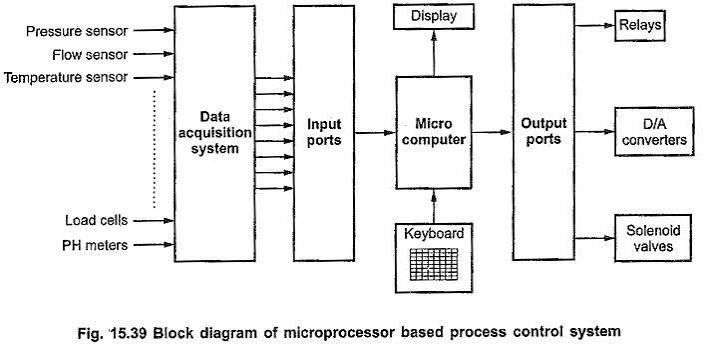 Pressure sensor
Flow sensor
Temperature sensor
Load cells
PH meters
Data
acquisition
system
Input
ports
Display
Micro
computer
Keyboard
Output
ports
Relays
D/A
converters
Solenoid
valves
Fig. 15.39 Block diagram of microprocessor based process control system